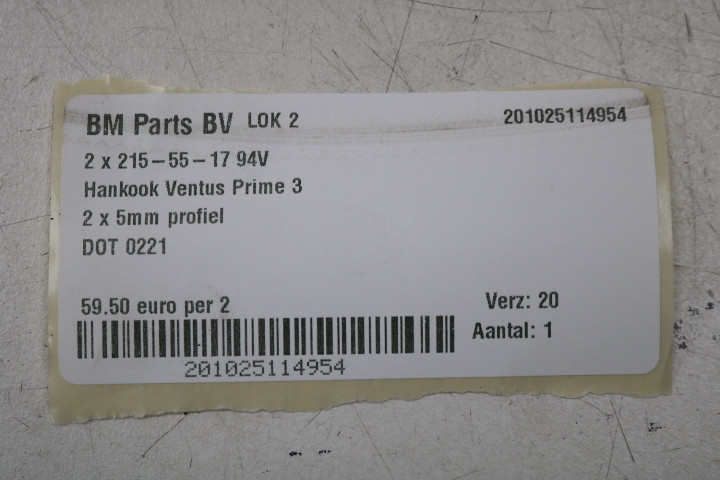 BM Parts BV LOK 2 201025114954
2 x 215-55-17 94V
Hankook Ventus Prime 3
2 x 5mm profiel
DOT 0221
59.50 euro per 2 Verz: 20
Aantal: 1
201025114954